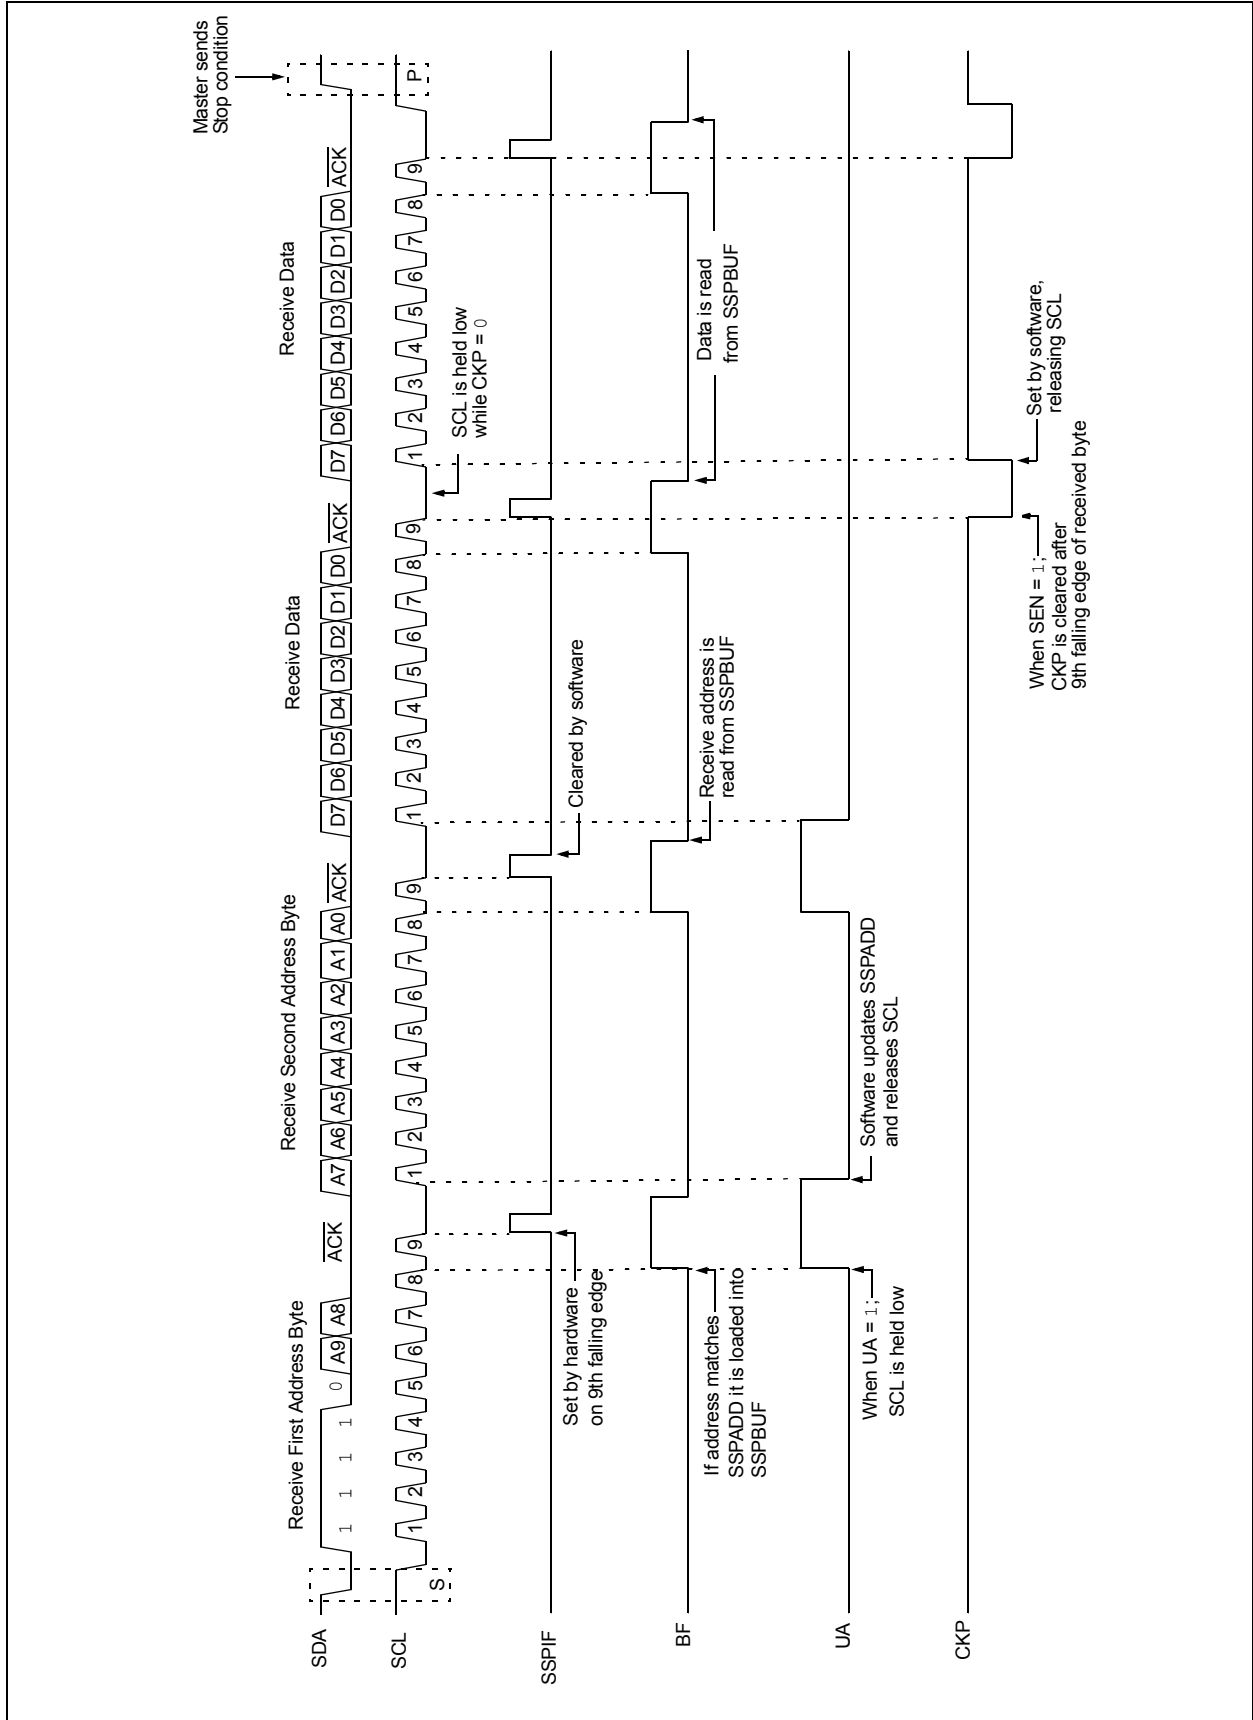 Master sends
Stop condition
Receive First Address Byte
Receive Second Address Byte
Receive Data
Receive Data
SDA
1 1 1 1 0 A9 A8 ACK
A7 A6 A5 A4 A3 A2 A1 A0 ACK
D7 D6 D5 D4 D3 D2 D1 D0 ACK
D7 D6 D5 D4 D3 D2 D1 D0 ACK
SCL
S
1 2 3 4 5 6 7 8 9
1 2 3 4 5 6 7 8 9
1 2 3 4 5 6 7 8 9
1 2 3 4 5 6 7 8 9
P
SCL is held low
while CKP = 0
SSPIF
Set by hardware
on 9th falling edge
Cleared by software
BF
If address matches
SSPADD it is loaded into
SSPBUF
Receive address is
read from SSPBUF
Data is read
from SSPBUF
UA
When UA = 1;
SCL is held low
Software updates SSPADD
and releases SCL
CKP
When SEN = 1;
CKP is cleared after
9th falling edge of received byte
Set by software,
releasing SCL